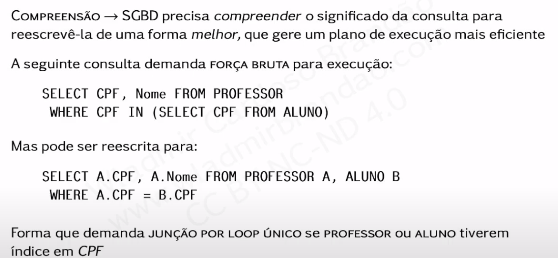 COMPREENSÃO → SGBD precisa compreender o significado da consulta para
reescrevê-la de uma forma melhor, que gere um plano de execução mais eficiente
A seguinte consulta demanda FORÇA BRUTA para execução:
SELECT CPF, Nome FROM PROFESSOR
WHERE CPF IN (SELECT CPF FROM ALUNO)
Mas pode ser reescrita para:
SELECT A.CPF, A.Nome FROM PROFESSOR A, ALUNO B
WHERE A.CPF = B.CPF
Forma que demanda JUNÇÃO POR LOOP ÚNICO se PROFESSOR ou ALUNO tiverem
índice em CPF